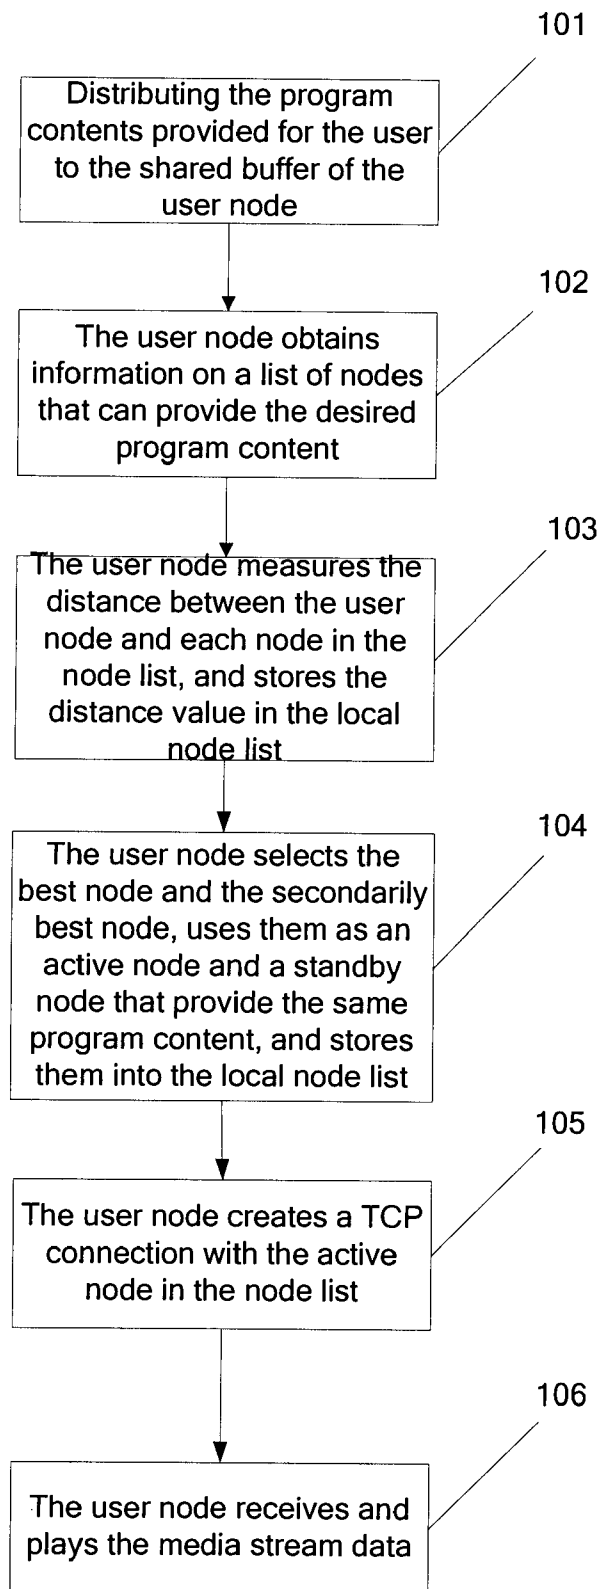 101
Distributing the program
contents provided for the user
to the shared buffer of the
user node
102
The user node obtains
information on a list of nodes
that can provide the desired
program content
103
The user node measures the
distance between the user
node and each node in the
node list, and stores the
distance value in the local
node list
104
The user node selects the
best node and the secondarily
best node, uses them as an
active node and a standby
node that provide the same
program content, and stores
them into the local node list
105
The user node creates a TCP
connection with the active
node in the node list
106
The user node receives and
plays the media stream data